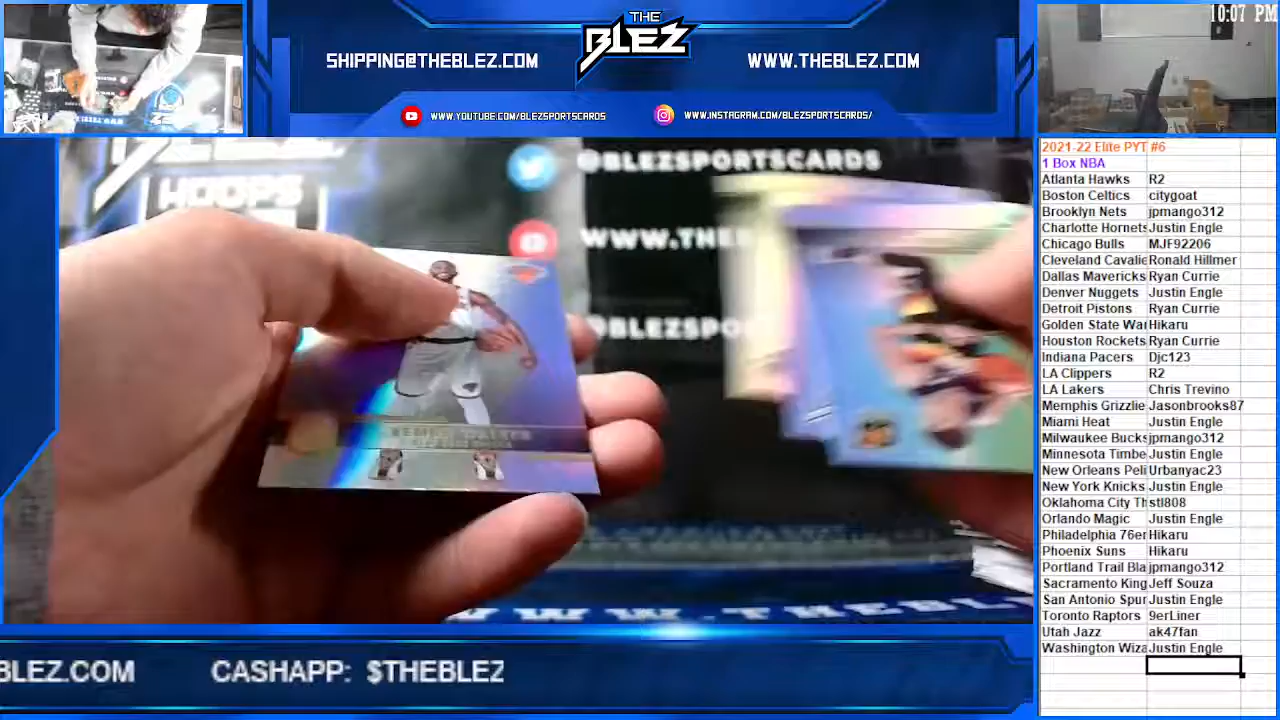 THE
BLEZ
SHIPPING@THEBLEZ.COM
WWW.THEBLEZ.COM
WWW.YOUTUBE.COM/BLEZSPORTSCARDS
WWW.INSTAGRAM.COM/BLEZSPORTSCARDS/
10:07 PM
HOOPS
@BLEZSPORTSCARDS
WWW.THE
@BLEZSPO
2021-22 Elite PYT #6
1 Box NBA
Atlanta Hawks R2
Boston Celtics citygoat
Brooklyn Nets jpmango312
Charlotte Hornets Justin Engle
Chicago Bulls MJF92206
Cleveland Cavalie Ronald Hillmer
Dallas Mavericks Ryan Currie
Denver Nuggets Justin Engle
Detroit Pistons Ryan Currie
Golden State War Hikaru
Houston Rockets Ryan Currie
Indiana Pacers Djc123
LA Clippers R2
LA Lakers Chris Trevino
Memphis Grizzlie Jasonbrooks87
Miami Heat Justin Engle
Milwaukee Bucks jpmango312
Minnesota Timbe Justin Engle
New Orleans Peli Urbanyac23
New York Knicks Justin Engle
Oklahoma City Th stl808
Orlando Magic Justin Engle
Philadelphia 76er Hikaru
Phoenix Suns Hikaru
Portland Trail Bla jpmango312
Sacramento King Jeff Souza
San Antonio Spur Justin Engle
Toronto Raptors 9erLiner
Utah Jazz ak47fan
Washington Wiza Justin Engle
BLEZ.COM CASHAPP: $THEBLEZ